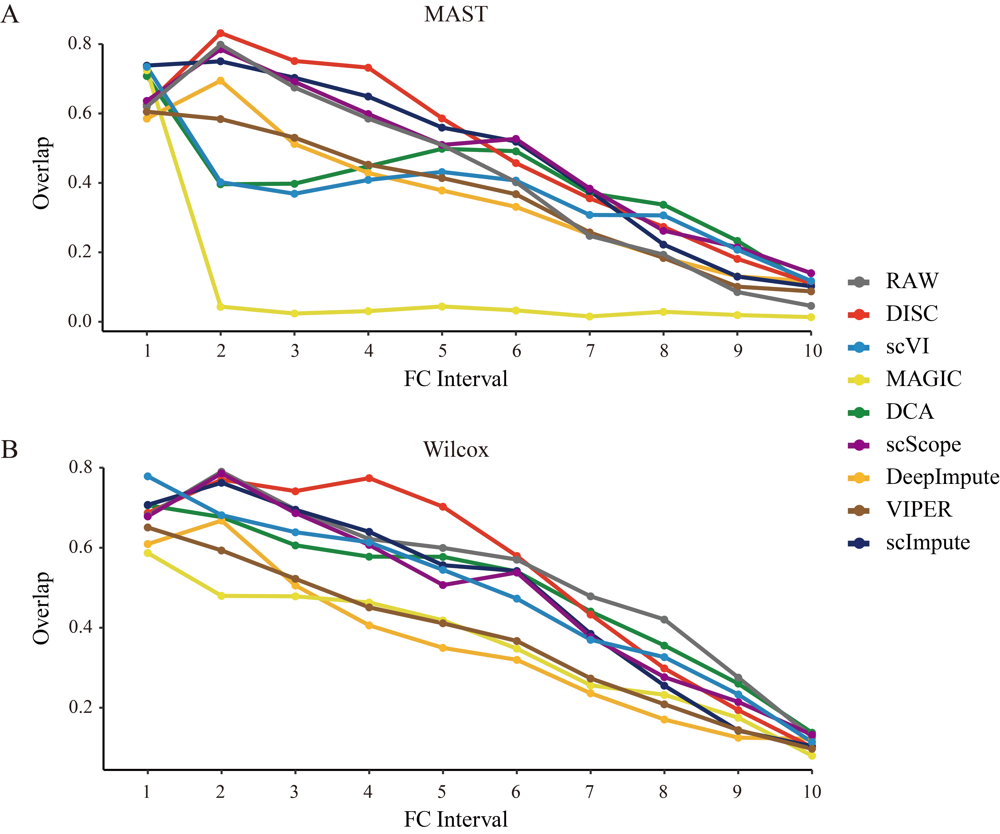 A
MAST
0.8
0.6
0.4
0.2
0.0
Overlap
1 2 3 4 5 6 7 8 9 10
FC Interval
RAW
DISC
scVI
MAGIC
DCA
scScope
DeepImpute
VIPER
scImpute
B
Wilcox
0.8
0.6
0.4
0.2
Overlap
1 2 3 4 5 6 7 8 9 10
FC Interval